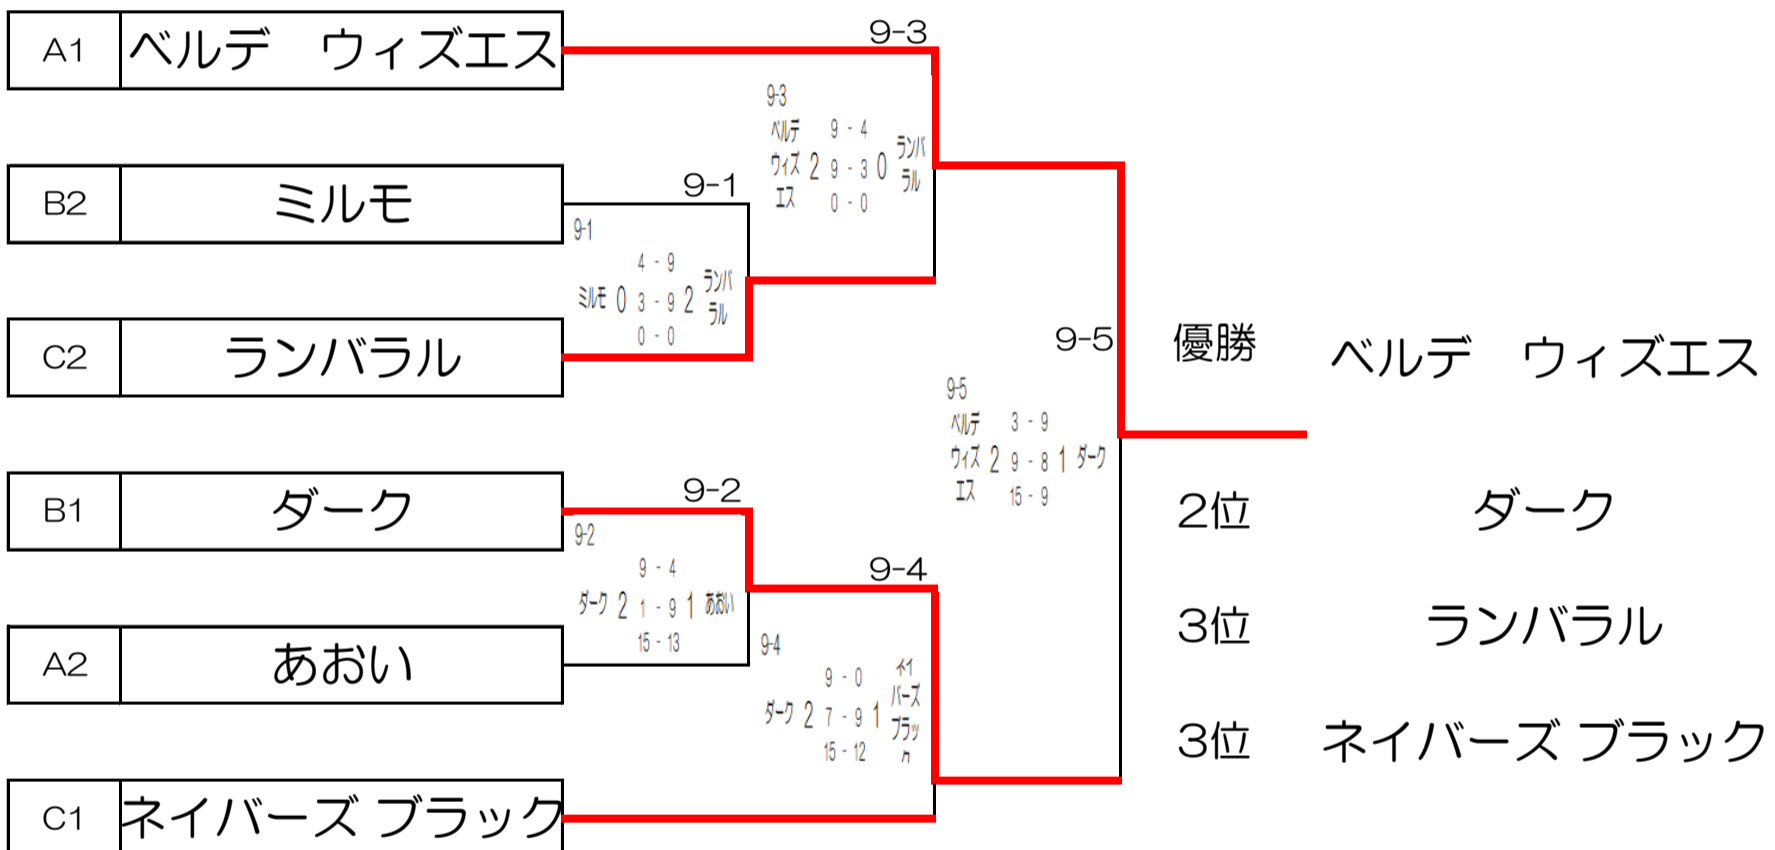 A1 ベルデ　ウィズエス
9-3
9-3
ベルデ
ウィズ
エス
2
9 - 4
9 - 3
0 - 0
0
ランバ
ラル
B2 ミルモ
9-1
9-1
ミルモ
0
4 - 9
3 - 9
0 - 0
2
ランバ
ラル
C2 ランバラル
9-5
9-5
ベルデ
ウィズ
エス
2
3 - 9
9 - 8
15 - 9
1
ダーク
B1 ダーク
9-2
9-2
ダーク
2
9 - 4
1 - 9
15 - 13
1
あおい
A2 あおい
9-4
9-4
ダーク
2
9 - 0
7 - 9
15 - 12
1
バーズ
ブラッ
ク
C1 ネイバーズ ブラック
優勝 ベルデ　ウィズエス
2位 ダーク
3位 ランバラル
3位 ネイバーズ ブラック